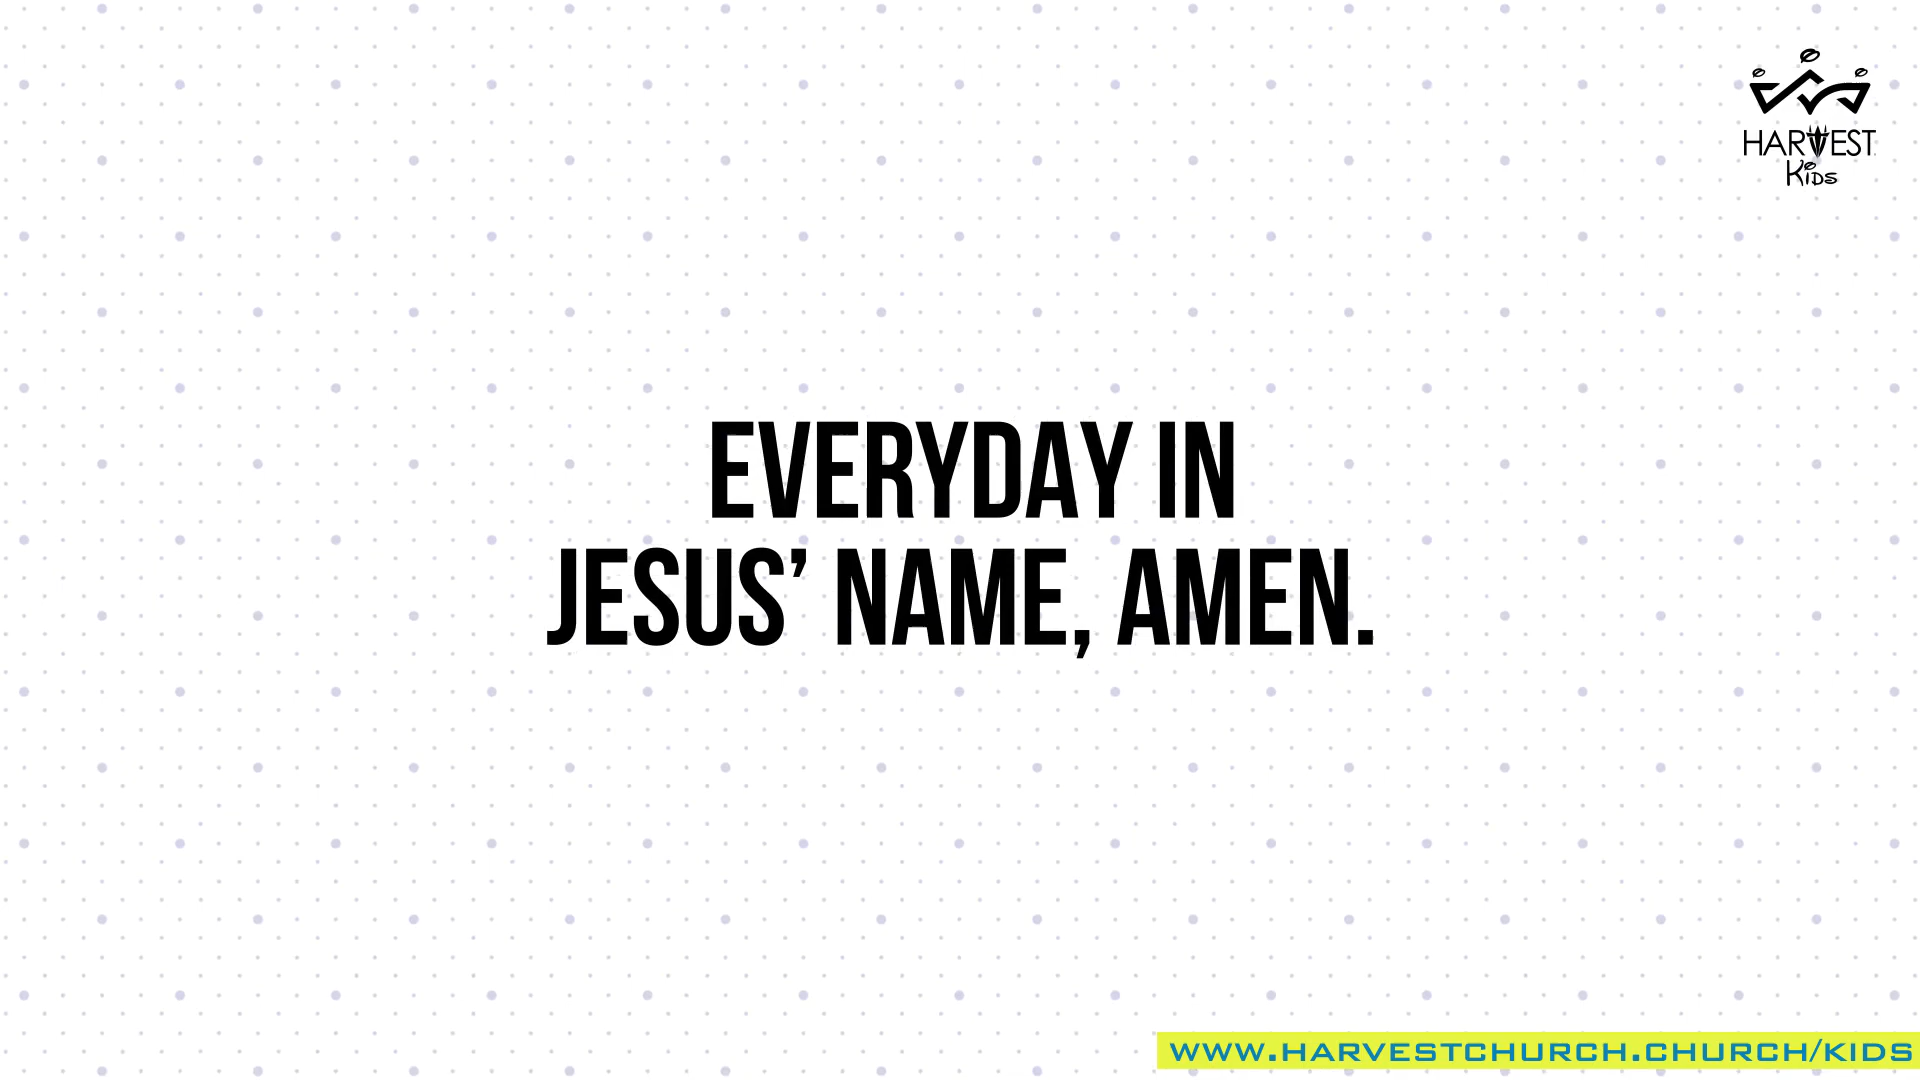 HARVEST
KIDS
EVERYDAY IN
JESUS’ NAME, AMEN.
WWW.HARVESTCHURCH.CHURCH/KIDS